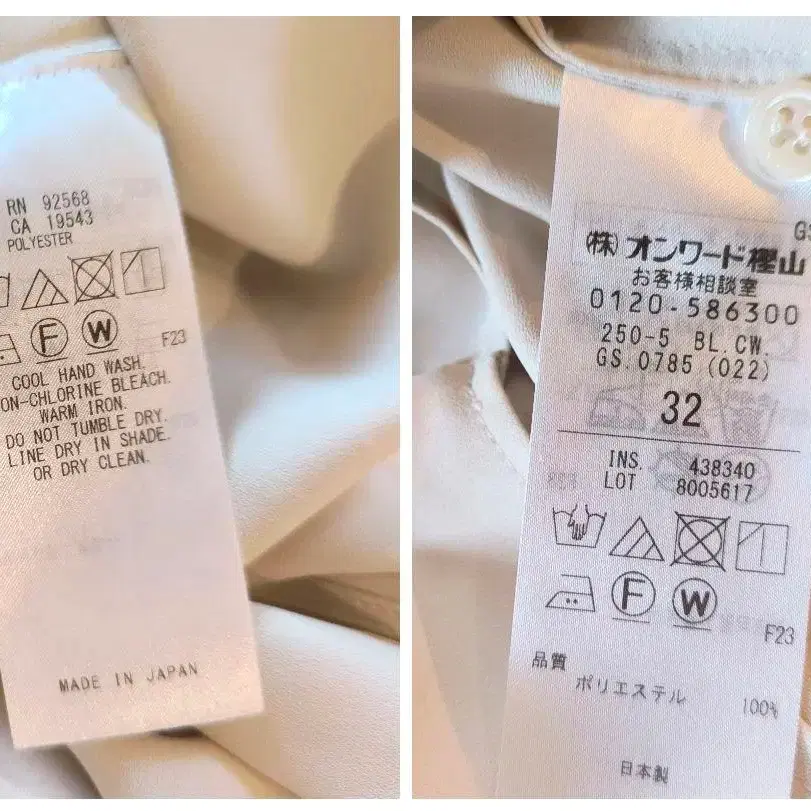 RN 92568
CA 19543
POLYESTER
F
W
F23
COOL HAND WASH.
ON-CHLORINE BLEACH.
WARM IRON.
DO NOT TUMBLE DRY.
LINE DRY IN SHADE.
OR DRY CLEAN.
MADE IN JAPAN
GS
(株)オンワード樫山
お客様相談室
0120-586300
250-5 BL.CW.
GS.0785(022)
32
INS. 438340
LOT 8005617
F
W
F23
品質
ポリエステル 100%
日本製